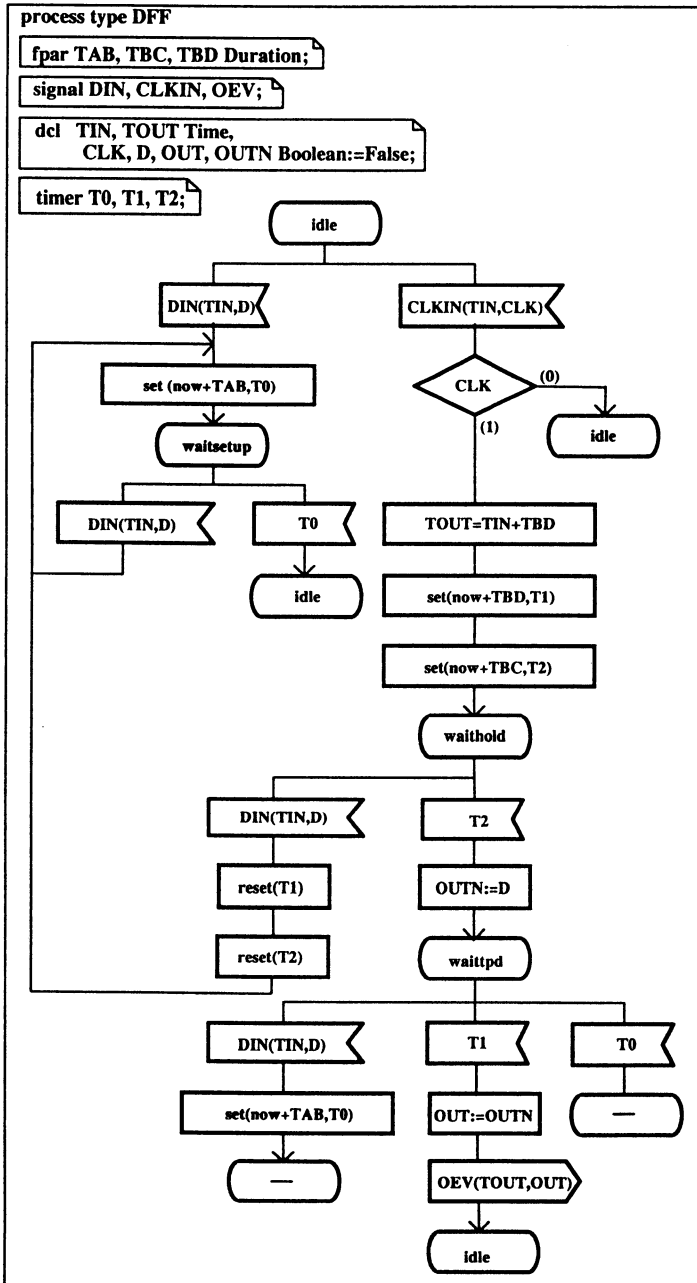 process type DFF
fpar TAB, TBC, TBD Duration;
signal DIN, CLKIN, OEV;
dcl TIN, TOUT Time,
CLK, D, OUT, OUTN Boolean:=False;
timer T0, T1, T2;
idle
DIN(TIN,D)
CLKIN(TIN,CLK)
set (now+TAB,T0)
CLK
(0)
(1)
idle
waitsetup
DIN(TIN,D)
T0
TOUT=TIN+TBD
idle
set(now+TBD,T1)
set(now+TBC,T2)
waithold
DIN(TIN,D)
T2
reset(T1)
OUTN:=D
reset(T2)
waittpd
DIN(TIN,D)
T1
T0
set(now+TAB,T0)
OUT:=OUTN
—
—
OEV(TOUT,OUT)
idle